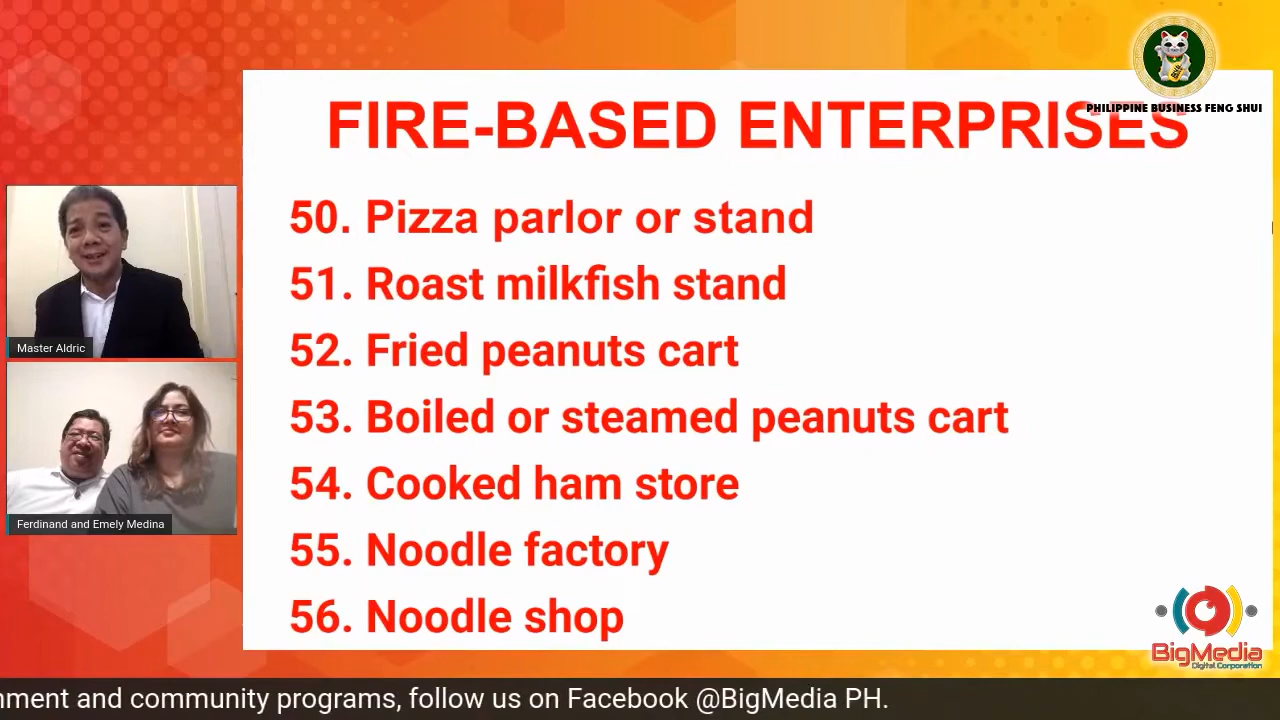 PHILIPPINE BUSINESS FENG SHUI
FIRE-BASED ENTERPRISES
50. Pizza parlor or stand
51. Roast milkfish stand
52. Fried peanuts cart
53. Boiled or steamed peanuts cart
54. Cooked ham store
55. Noodle factory
56. Noodle shop
Master Aldric
Ferdinand and Emely Medina
BigMedia
Digital Corporation
and community programs, follow us on Facebook @BigMedia PH.